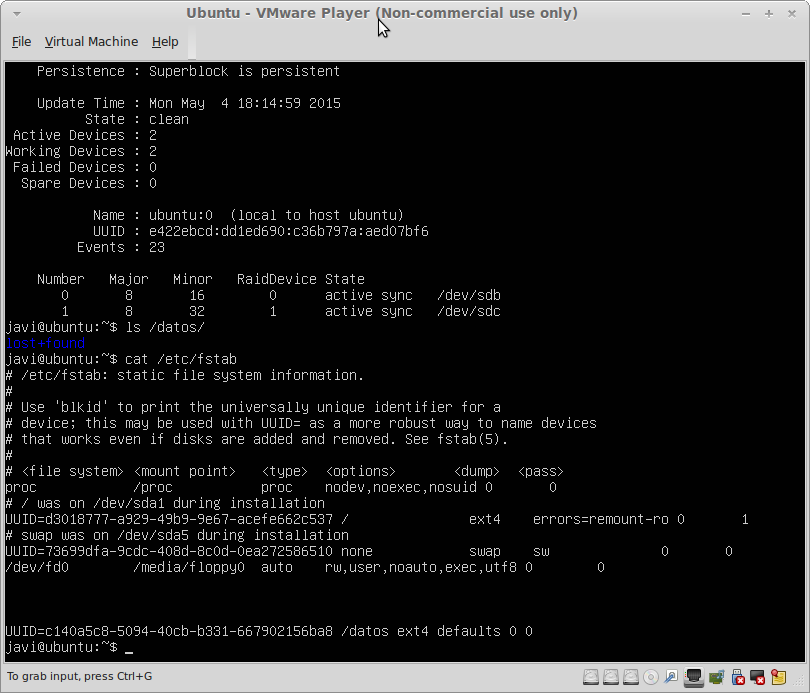 Ubuntu - VMware Player (Non-commercial use only)
File Virtual Machine Help
Persistence : Superblock is persistent
Update Time : Mon May  4 18:14:59 2015
State : clean
Active Devices : 2
Working Devices : 2
Failed Devices : 0
Spare Devices : 0
Name : ubuntu:0  (local to host ubuntu)
UUID : e422ebcd:dd1ed690:c36b797a:aed07bf6
Events : 23
Number   Major   Minor   RaidDevice State
0       8       16        0      active sync   /dev/sdb
1       8       32        1      active sync   /dev/sdc
javi@ubuntu:~$ ls /datos/
lost+found
javi@ubuntu:~$ cat /etc/fstab
# /etc/fstab: static file system information.
#
# Use 'blkid' to print the universally unique identifier for a
# device; this may be used with UUID= as a more robust way to name devices
# that works even if disks are added and removed. See fstab(5).
#
# <file system> <mount point>   <type>  <options>       <dump>  <pass>
proc            /proc           proc    nodev,noexec,nosuid 0       0
# / was on /dev/sda1 during installation
UUID=d3018777-a929-49b9-9e67-acefe662c537 /               ext4    errors=remount-ro 0       1
# swap was on /dev/sda5 during installation
UUID=73699dfa-9cdc-408d-8c0d-0ea272586510 none            swap    sw              0       0
/dev/fd0        /media/floppy0  auto    rw,user,noauto,exec,utf8 0       0
UUID=c140a5c8-5094-40cb-b331-667902156ba8 /datos ext4 defaults 0 0
javi@ubuntu:~$ _
To grab input, press Ctrl+G